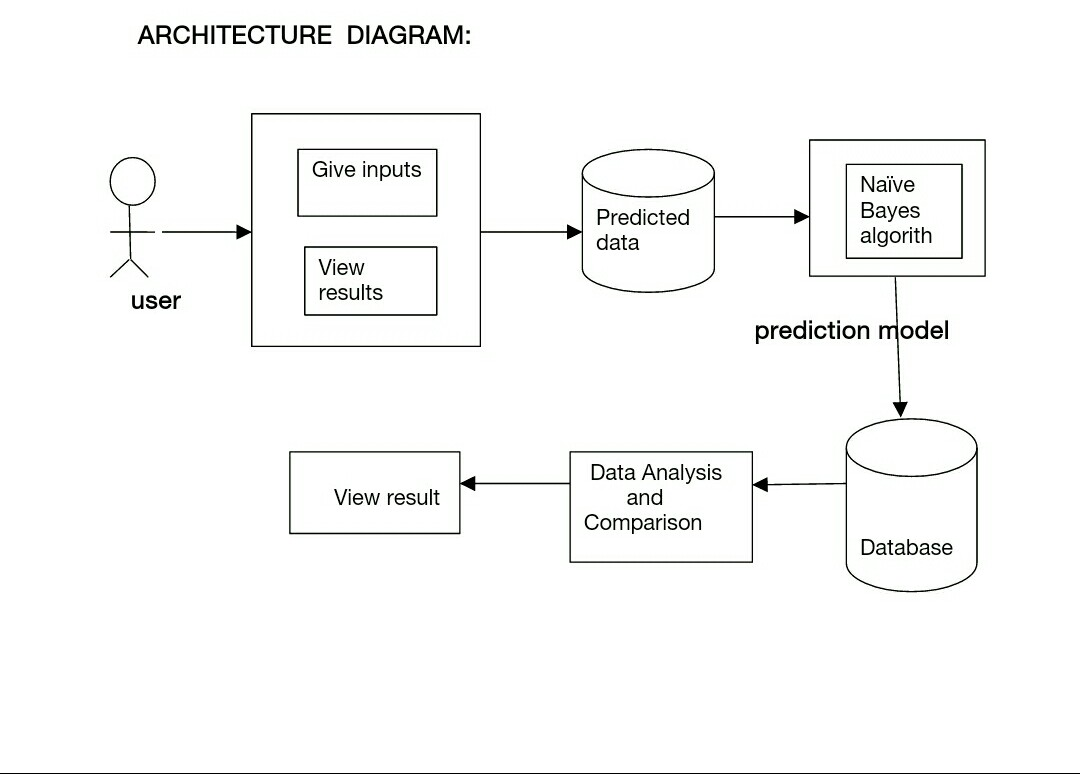 ARCHITECTURE DIAGRAM:
Give inputs
View
results
user
Predicted
data
Naïve
Bayes
algorith
prediction model
Database
Data Analysis
and
Comparison
View result